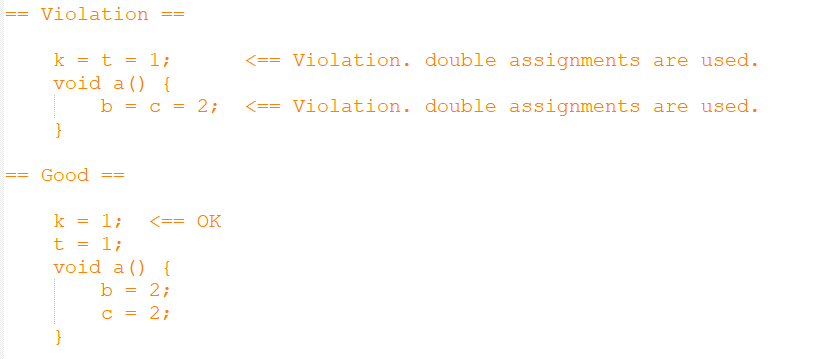 == Violation ==
    k = t = 1;      <== Violation. double assignments are used.
    void a() {
        b = c = 2;  <== Violation. double assignments are used.
    }
== Good ==
    k = 1;  <== OK
    t = 1;
    void a() {
        b = 2;
        c = 2;
    }